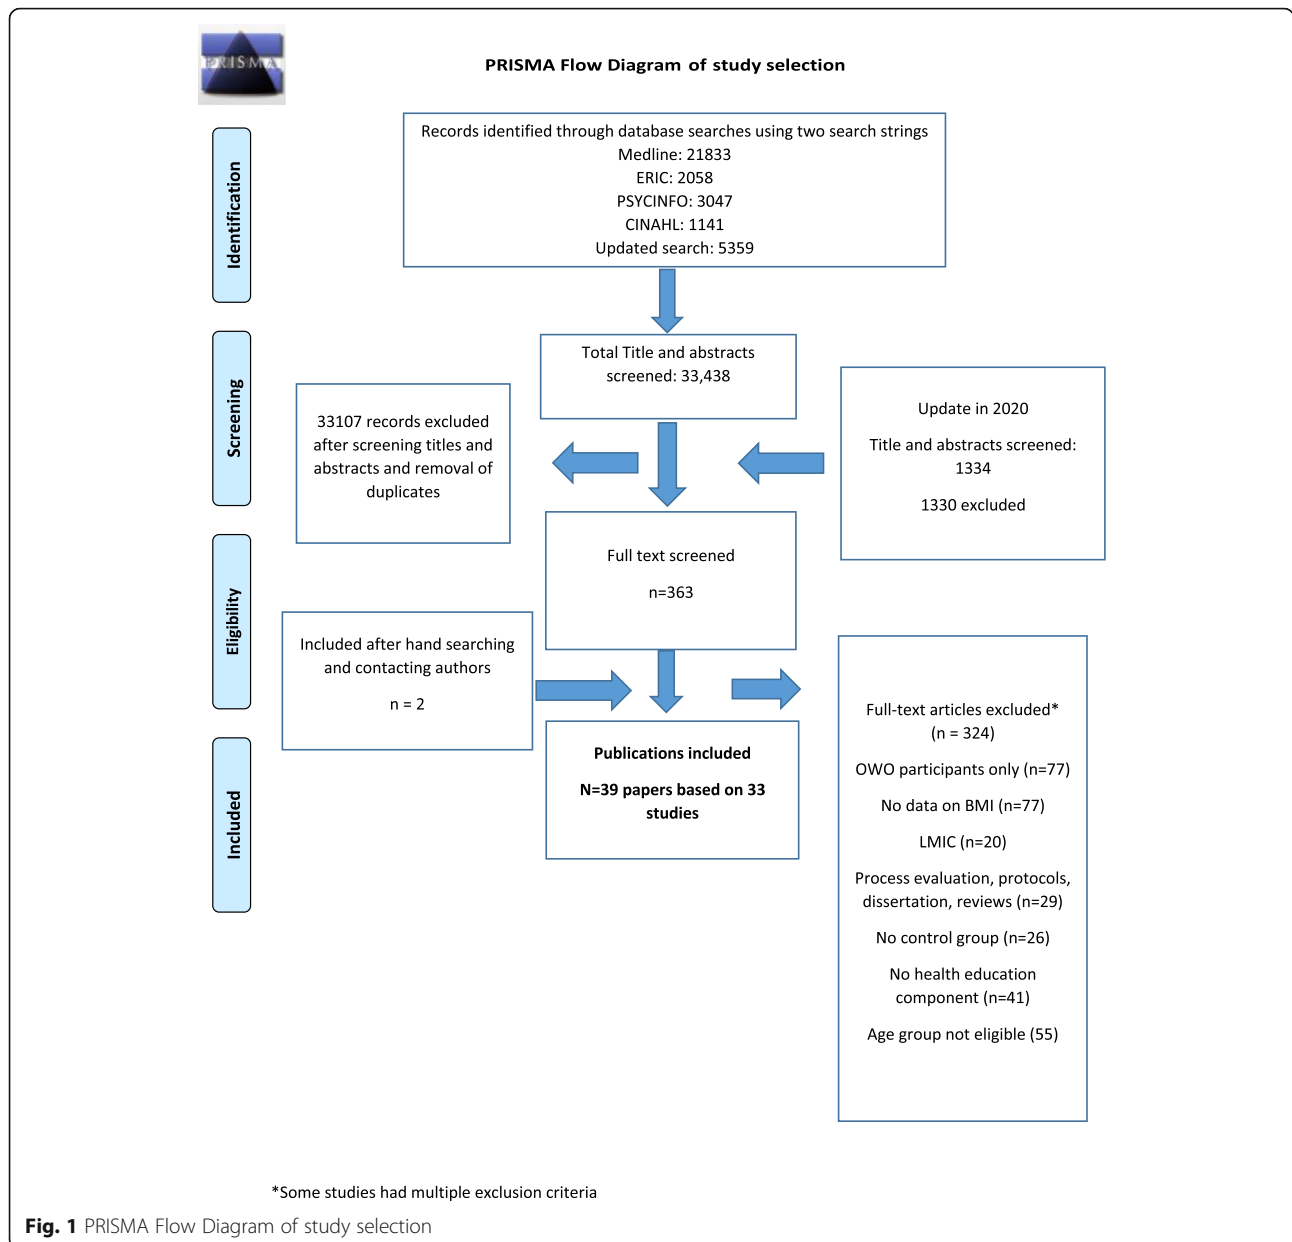 PRISMA
PRISMA Flow Diagram of study selection
Identification
Records identified through database searches using two search strings
Medline: 21833
ERIC: 2058
PSYCINFO: 3047
CINAHL: 1141
Updated search: 5359
Screening
Total Title and abstracts
screened: 33,438
33107 records excluded
after screening titles and
abstracts and removal of
duplicates
Update in 2020
Title and abstracts screened:
1334
1330 excluded
Eligibility
Full text screened
n=363
Included after hand searching
and contacting authors
n = 2
Included
Publications included
N=39 papers based on 33
studies
Full-text articles excluded*
(n = 324)
OWO participants only (n=77)
No data on BMI (n=77)
LMIC (n=20)
Process evaluation, protocols,
dissertation, reviews (n=29)
No control group (n=26)
No health education
component (n=41)
Age group not eligible (55)
*Some studies had multiple exclusion criteria
Fig. 1 PRISMA Flow Diagram of study selection